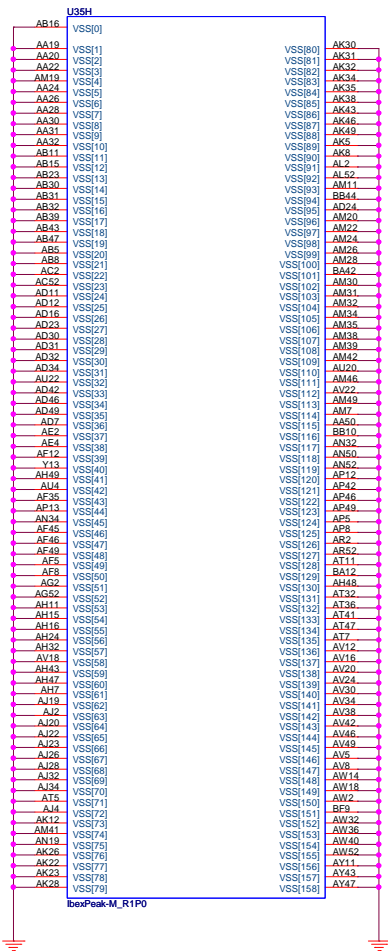 U35H
AB16 VSS[0]
AA19 VSS[1] VSS[80] AK30
AA20 VSS[2] VSS[81] AK31
AA22 VSS[3] VSS[82] AK32
AM19 VSS[4] VSS[83] AK34
AA24 VSS[5] VSS[84] AK35
AA26 VSS[6] VSS[85] AK38
AA28 VSS[7] VSS[86] AK43
AA30 VSS[8] VSS[87] AK46
AA31 VSS[9] VSS[88] AK49
AA32 VSS[10] VSS[89] AK5
AB11 VSS[11] VSS[90] AK8
AB15 VSS[12] VSS[91] AL2
AB23 VSS[13] VSS[92] AL52
AB30 VSS[14] VSS[93] AM11
AB31 VSS[15] VSS[94] BB44
AB32 VSS[16] VSS[95] AD24
AB39 VSS[17] VSS[96] AM20
AB43 VSS[18] VSS[97] AM22
AB47 VSS[19] VSS[98] AM24
AB5 VSS[20] VSS[99] AM26
AB8 VSS[21] VSS[100] AM28
AC2 VSS[22] VSS[101] BA42
AC52 VSS[23] VSS[102] AM30
AD11 VSS[24] VSS[103] AM31
AD12 VSS[25] VSS[104] AM32
AD16 VSS[26] VSS[105] AM34
AD23 VSS[27] VSS[106] AM35
AD30 VSS[28] VSS[107] AM38
AD31 VSS[29] VSS[108] AM39
AD32 VSS[30] VSS[109] AM42
AD34 VSS[31] VSS[110] AU20
AU22 VSS[32] VSS[111] AM46
AD42 VSS[33] VSS[112] AV22
AD46 VSS[34] VSS[113] AM49
AD49 VSS[35] VSS[114] AM7
AD7 VSS[36] VSS[115] AA50
AE2 VSS[37] VSS[116] BB10
AE4 VSS[38] VSS[117] AN32
AF12 VSS[39] VSS[118] AN50
Y13 VSS[40] VSS[119] AN52
AH49 VSS[41] VSS[120] AP12
AU4 VSS[42] VSS[121] AP42
AF35 VSS[43] VSS[122] AP46
AP13 VSS[44] VSS[123] AP49
AN34 VSS[45] VSS[124] AP5
AF45 VSS[46] VSS[125] AP8
AF46 VSS[47] VSS[126] AR2
AF49 VSS[48] VSS[127] AR52
AF5 VSS[49] VSS[128] AT11
AF8 VSS[50] VSS[129] BA12
AG2 VSS[51] VSS[130] AH48
AG52 VSS[52] VSS[131] AT32
AH11 VSS[53] VSS[132] AT36
AH15 VSS[54] VSS[133] AT41
AH16 VSS[55] VSS[134] AT47
AH24 VSS[56] VSS[135] AT7
AH32 VSS[57] VSS[136] AV12
AV18 VSS[58] VSS[137] AV16
AH43 VSS[59] VSS[138] AV20
AH47 VSS[60] VSS[139] AV24
AH7 VSS[61] VSS[140] AV30
AJ19 VSS[62] VSS[141] AV34
AJ2 VSS[63] VSS[142] AV38
AJ20 VSS[64] VSS[143] AV42
AJ22 VSS[65] VSS[144] AV46
AJ23 VSS[66] VSS[145] AV49
AJ26 VSS[67] VSS[146] AV5
AJ28 VSS[68] VSS[147] AV8
AJ32 VSS[69] VSS[148] AW14
AJ34 VSS[70] VSS[149] AW18
AT5 VSS[71] VSS[150] AW2
AJ4 VSS[72] VSS[151] BF9
AK12 VSS[73] VSS[152] AW32
AM41 VSS[74] VSS[153] AW36
AN19 VSS[75] VSS[154] AW40
AK26 VSS[76] VSS[155] AW52
AK22 VSS[77] VSS[156] AY11
AK23 VSS[78] VSS[157] AY43
AK28 VSS[79] VSS[158] AY47
IbexPeak-M_R1P0